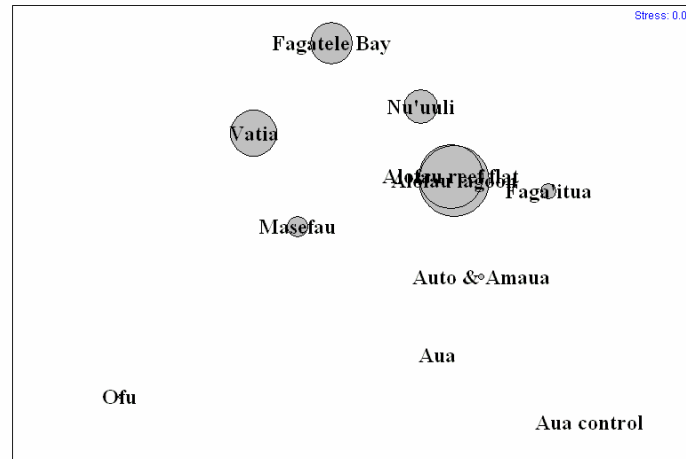 Stress: 0.0
Fagatele Bay
Nu'uuli
Vatia
Alofau reef flat
Alofau lagoon
Faga'itua
Masefau
Auto & Amaua
Aua
Ofu
Aua control